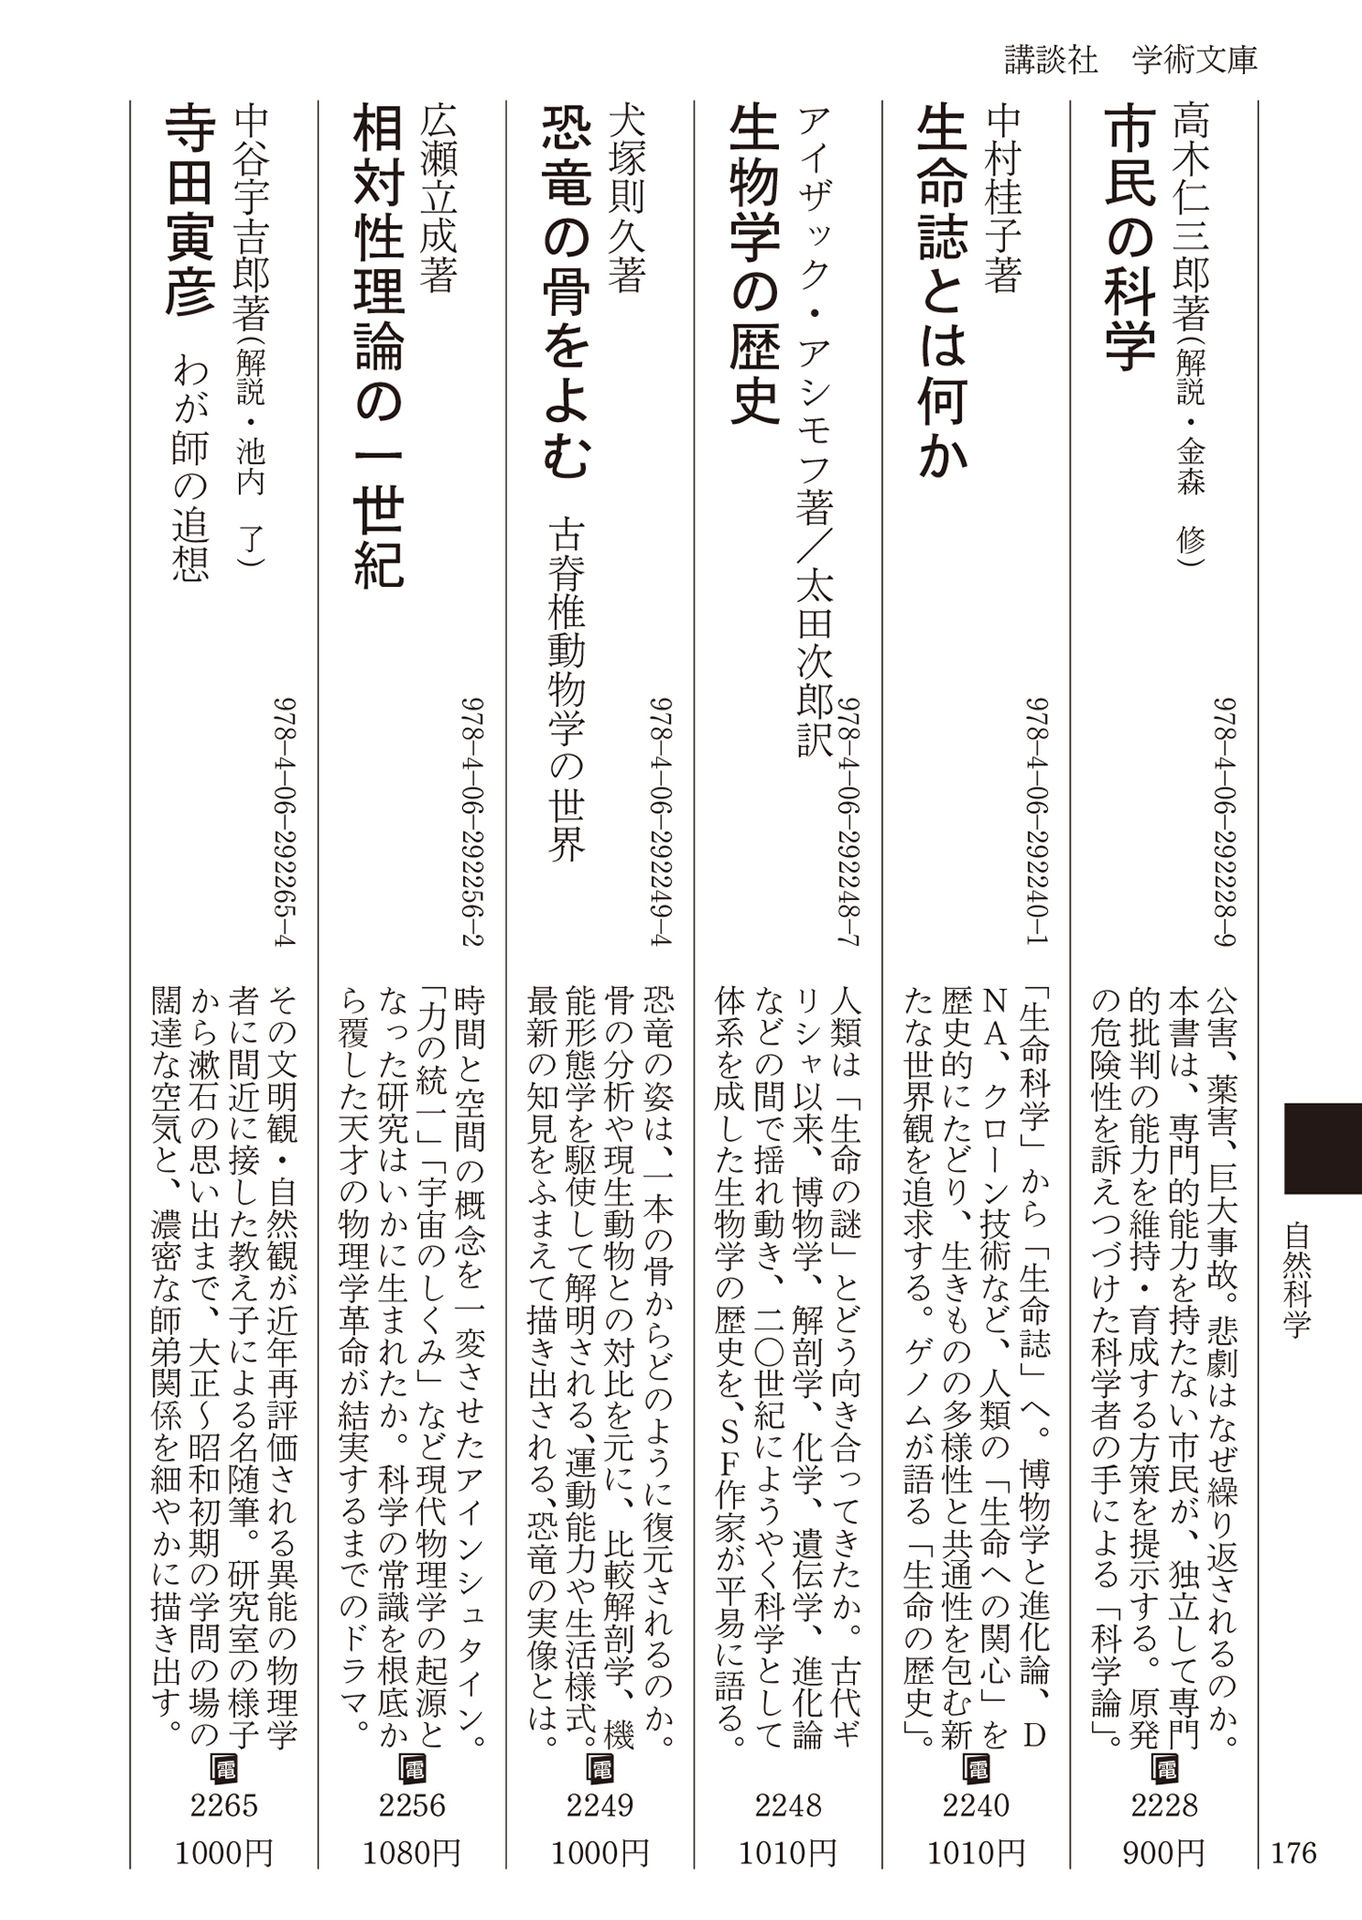 講談社　学術文庫
高木仁三郎著（解説・金森　修）
市民の科学
978-4-06-292228-9
公害、薬害、巨大事故。悲劇はなぜ繰り返されるのか。
本書は、専門的能力を持たない市民が、独立して専門
的批判の能力を維持・育成する方策を提示する。原発
の危険性を訴えつづけた科学者の手による「科学論」。
電
2228
900円
中村桂子著
生命誌とは何か
978-4-06-292240-1
「生命科学」から「生命誌」へ。博物学と進化論、Ｄ
ＮＡ、クローン技術など、人類の「生命への関心」を
歴史的にたどり、生きものの多様性と共通性を包む新
たな世界観を追求する。ゲノムが語る「生命の歴史」。
電
2240
1010円
アイザック・アシモフ著／太田次郎訳
生物学の歴史
978-4-06-292248-7
人類は「生命の謎」とどう向き合ってきたか。古代ギ
リシャ以来、博物学、解剖学、化学、遺伝学、進化論
などの間で揺れ動き、二〇世紀にようやく科学として
体系を成した生物学の歴史を、ＳＦ作家が平易に語る。
2248
1010円
犬塚則久著
恐竜の骨をよむ　古脊椎動物学の世界
978-4-06-292249-4
恐竜の姿は、一本の骨からどのように復元されるのか。
骨の分析や現生動物との対比を元に、比較解剖学、機
能形態学を駆使して解明される、運動能力や生活様式。
最新の知見をふまえて描き出される、恐竜の実像とは。
電
2249
1000円
広瀬立成著
相対性理論の一世紀
978-4-06-292256-2
時間と空間の概念を一変させたアインシュタイン。
「力の統一」「宇宙のしくみ」など現代物理学の起源と
なった研究はいかに生まれたか。科学の常識を根底か
ら覆した天才の物理学革命が結実するまでのドラマ。
電
2256
1080円
中谷宇吉郎著（解説・池内　了）
寺田寅彦　わが師の追想
978-4-06-292265-4
その文明観・自然観が近年再評価される異能の物理学
者に間近に接した教え子による名随筆。研究室の様子
から漱石の思い出まで、大正～昭和初期の学問の場の
闊達な空気と、濃密な師弟関係を細やかに描き出す。
電
2265
1000円
自然科学
176